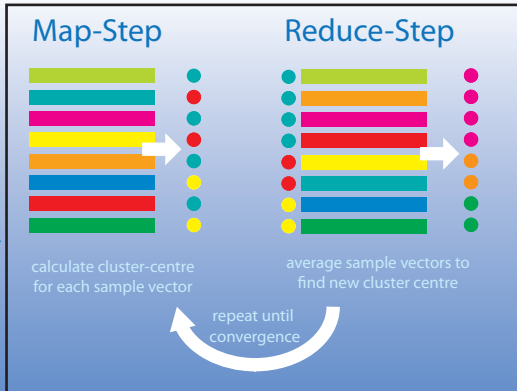 Map-Step
Reduce-Step
calculate cluster-centre
for each sample vector
average sample vectors to
find new cluster centre
repeat until
convergence